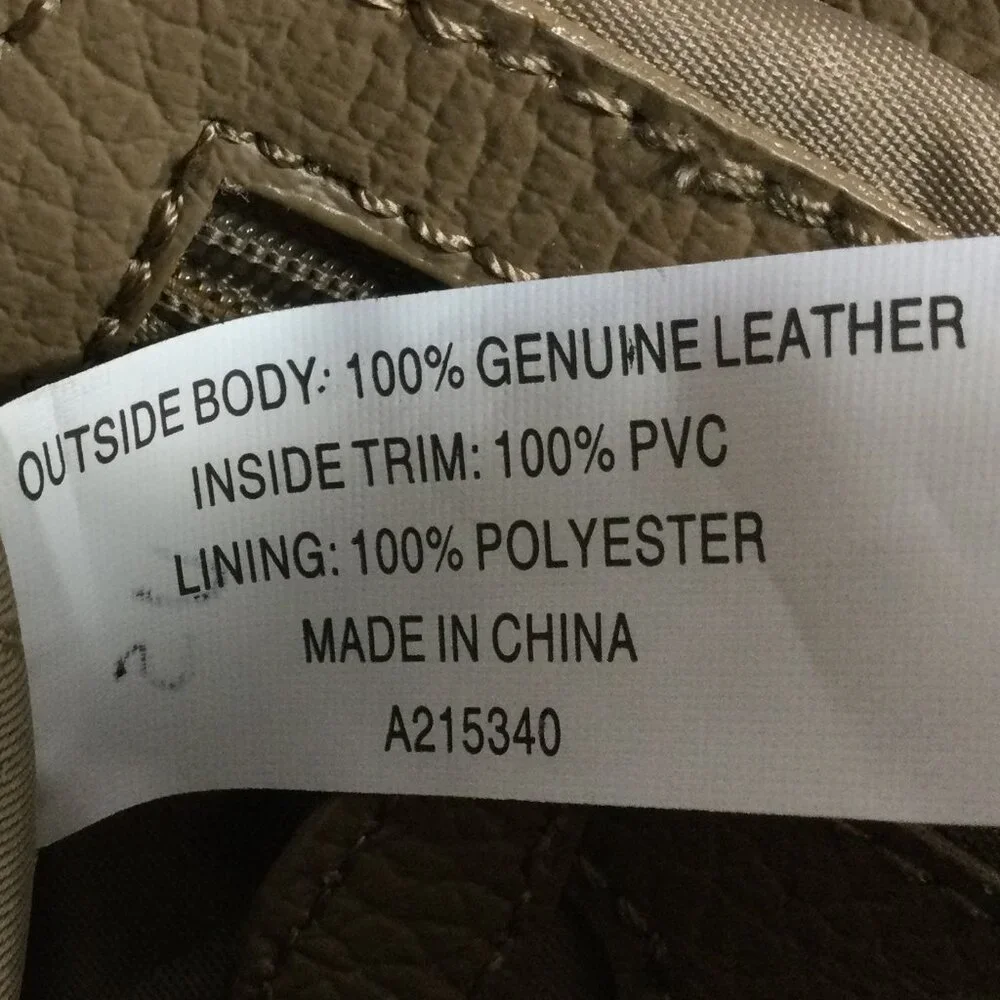 OUTSIDE BODY: 100% GENUINE LEATHER
INSIDE TRIM: 100% PVC
LINING: 100% POLYESTER
MADE IN CHINA
A215340